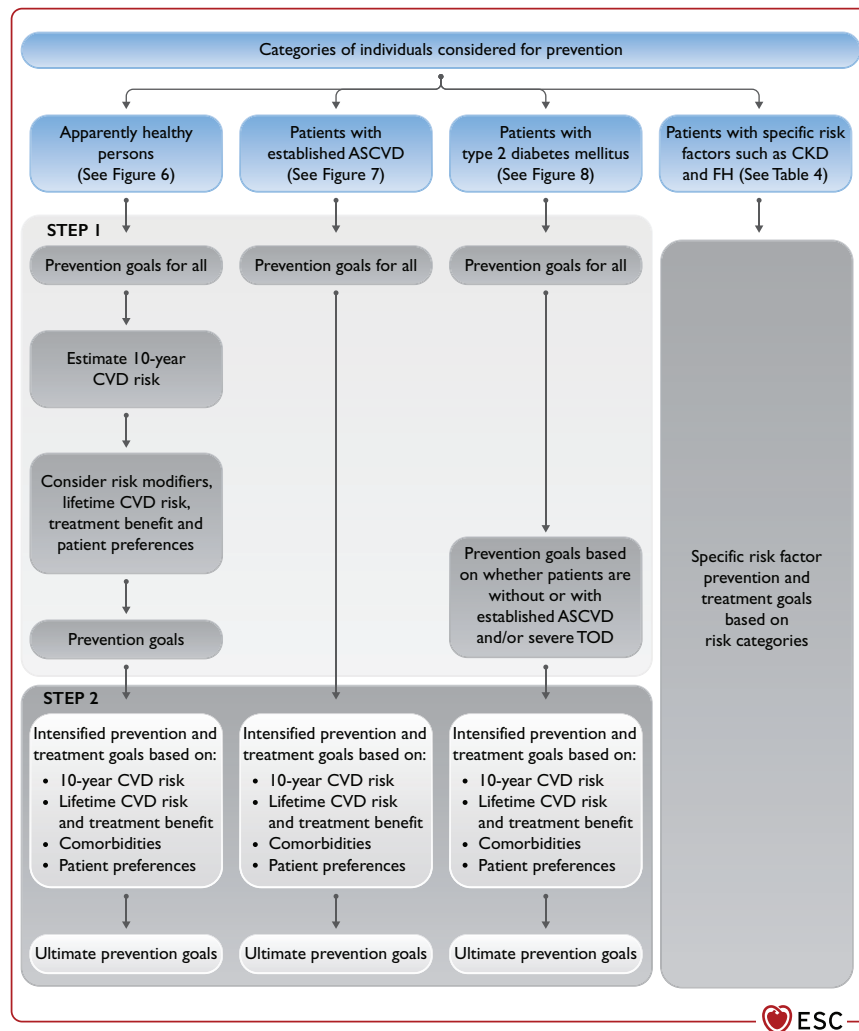 Categories of individuals considered for prevention
Apparently healthy
persons
(See Figure 6)
Patients with
established ASCVD
(See Figure 7)
Patients with
type 2 diabetes mellitus
(See Figure 8)
Patients with specific risk
factors such as CKD
and FH (See Table 4)
STEP 1
Prevention goals for all
Prevention goals for all
Prevention goals for all
Estimate 10-year
CVD risk
Consider risk modifiers,
lifetime CVD risk,
treatment benefit and
patient preferences
Prevention goals
Prevention goals based
on whether patients are
without or with
established ASCVD
and/or severe TOD
Specific risk factor
prevention and
treatment goals
based on
risk categories
STEP 2
Intensified prevention and
treatment goals based on:
• 10-year CVD risk
• Lifetime CVD risk
and treatment benefit
• Comorbidities
• Patient preferences
Intensified prevention and
treatment goals based on:
• 10-year CVD risk
• Lifetime CVD risk
and treatment benefit
• Comorbidities
• Patient preferences
Intensified prevention and
treatment goals based on:
• 10-year CVD risk
• Lifetime CVD risk
and treatment benefit
• Comorbidities
• Patient preferences
Ultimate prevention goals
Ultimate prevention goals
Ultimate prevention goals
ESC